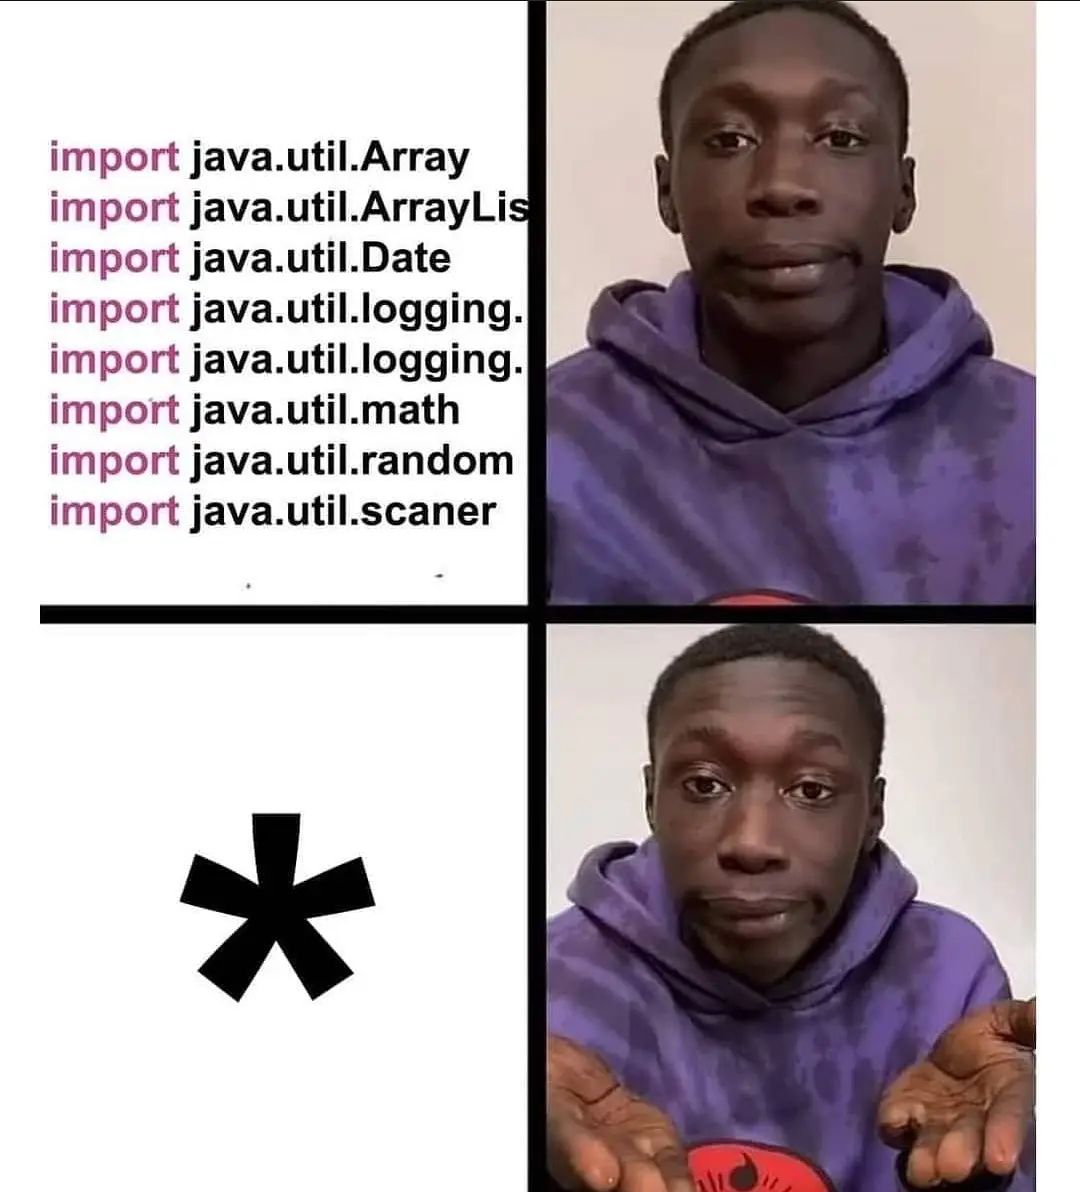 import java.util.Array
import java.util.ArrayLis
import java.util.Date
import java.util.logging.
import java.util.logging.
import java.util.math
import java.util.random
import java.util.scaner
*